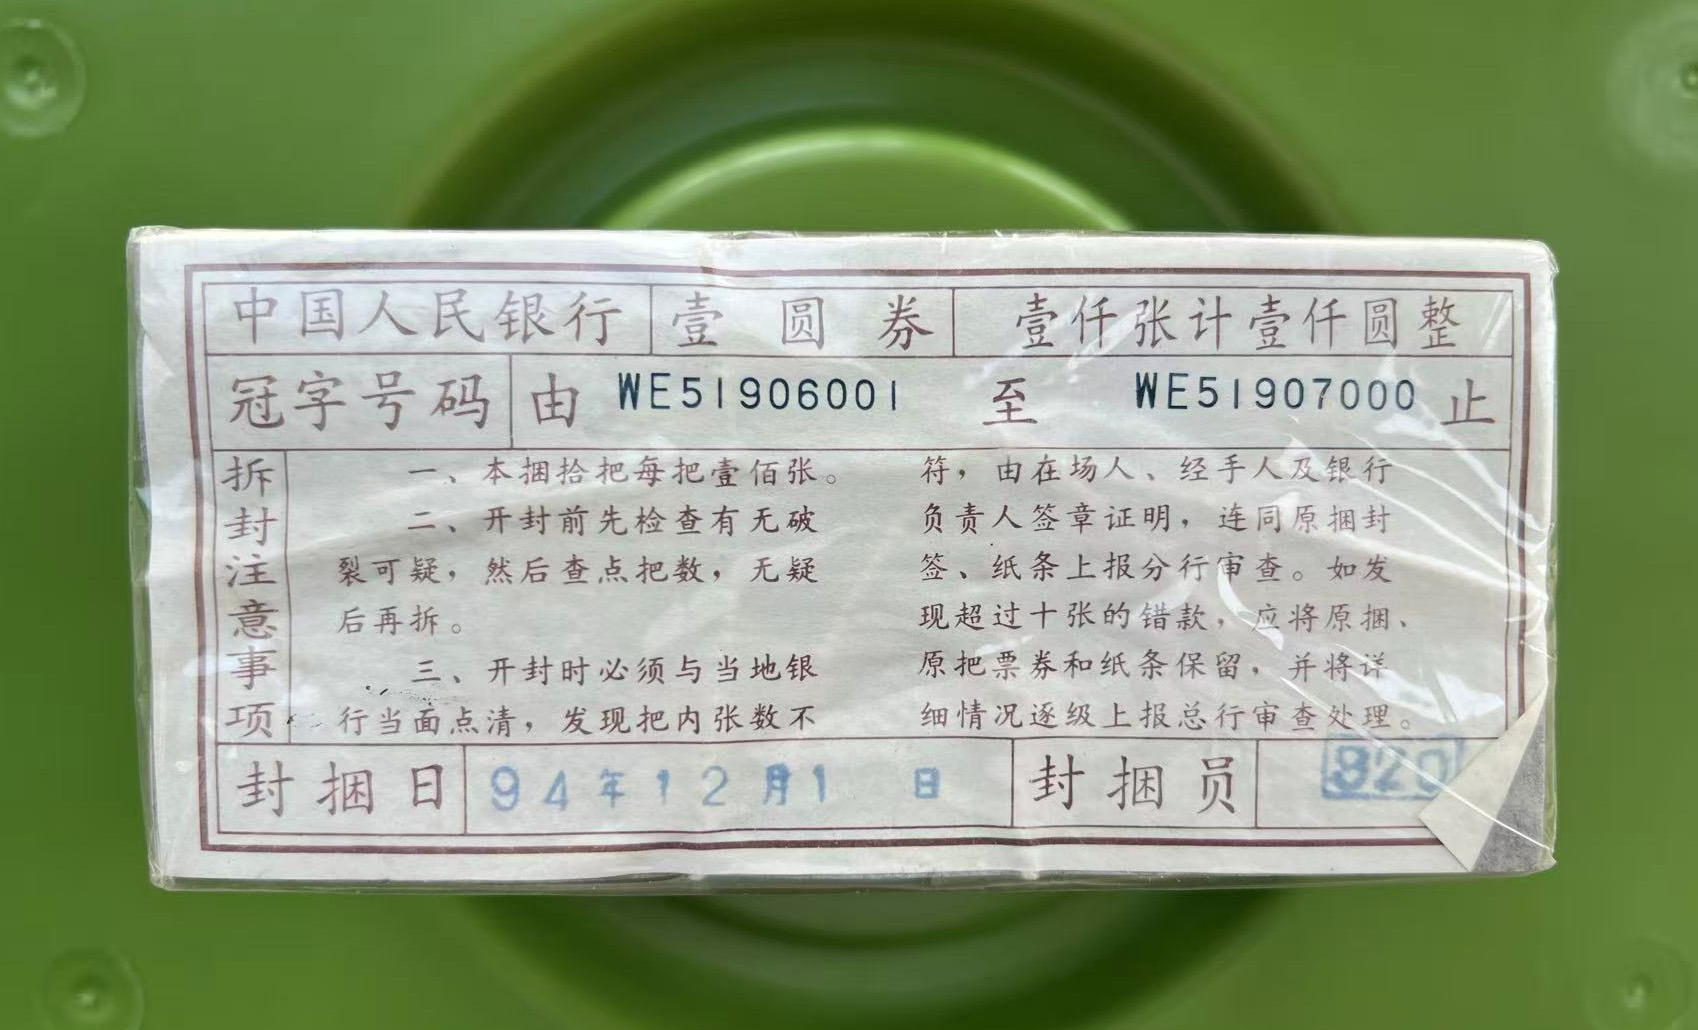 中国人民银行 壹圆券 壹仟张计壹仟圆整
冠字号码 由 WE51906001 至 WE51907000 止
拆封注意事项
一、本捆拾把每把壹佰张。
二、开封前先检查有无破
裂可疑，然后查点把数，无疑
后再拆。
三、开封时必须与当地银
行当面点清，发现把内张数不
符，由在场人、经手人及银行
负责人签章证明，连同原捆封
签、纸条上报分行审查。如发
现超过十张的错款，应将原捆、
原把票券和纸条保留，并将详
细情况逐级上报总行审查处理。
封捆日 94年12月1日 封捆员 820